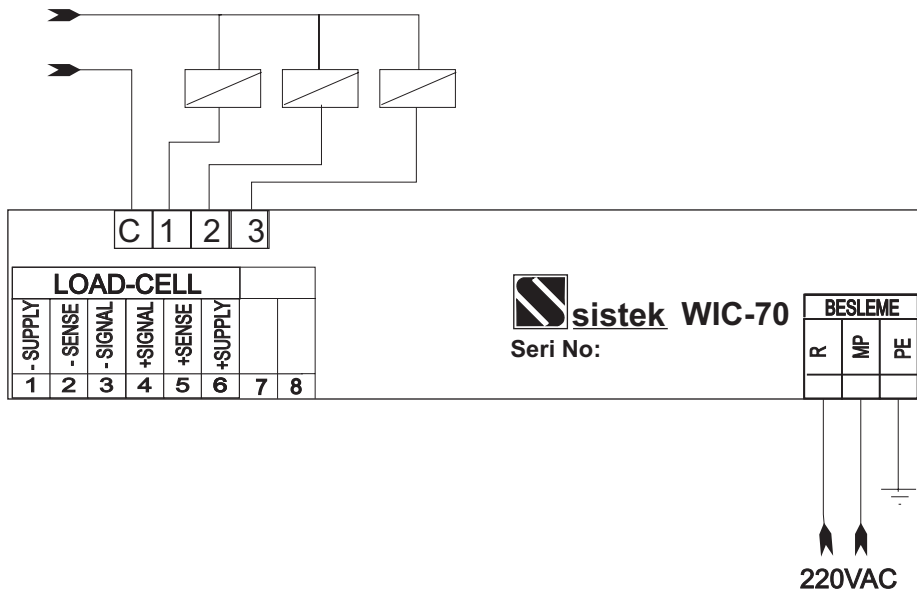 C 1 2 3
LOAD-CELL
- SUPPLY
- SENSE
- SIGNAL
+SIGNAL
+SENSE
+SUPPLY
1 2 3 4 5 6 7 8
sistek WIC-70
Seri No:
BESLEME
R
MP
PE
220VAC